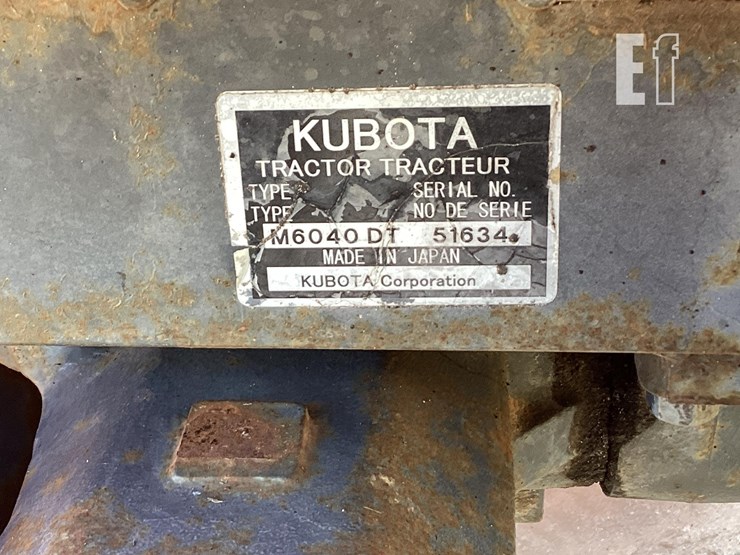 Ef
KUBOTA
TRACTOR TRACTEUR
TYPE SERIAL NO.
TYPE NO DE SERIE
M6040 DT 51634
MADE IN JAPAN
KUBOTA Corporation